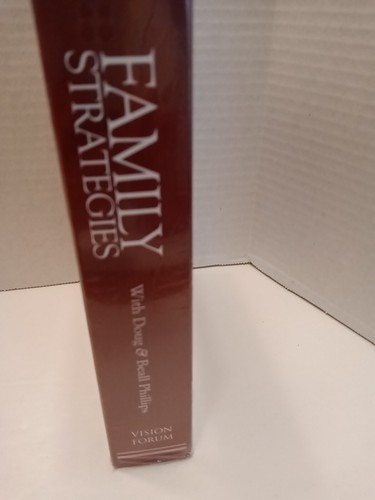 FAMILY
STRATEGIES
With Doug & Beall Phillips
VISION
FORUM